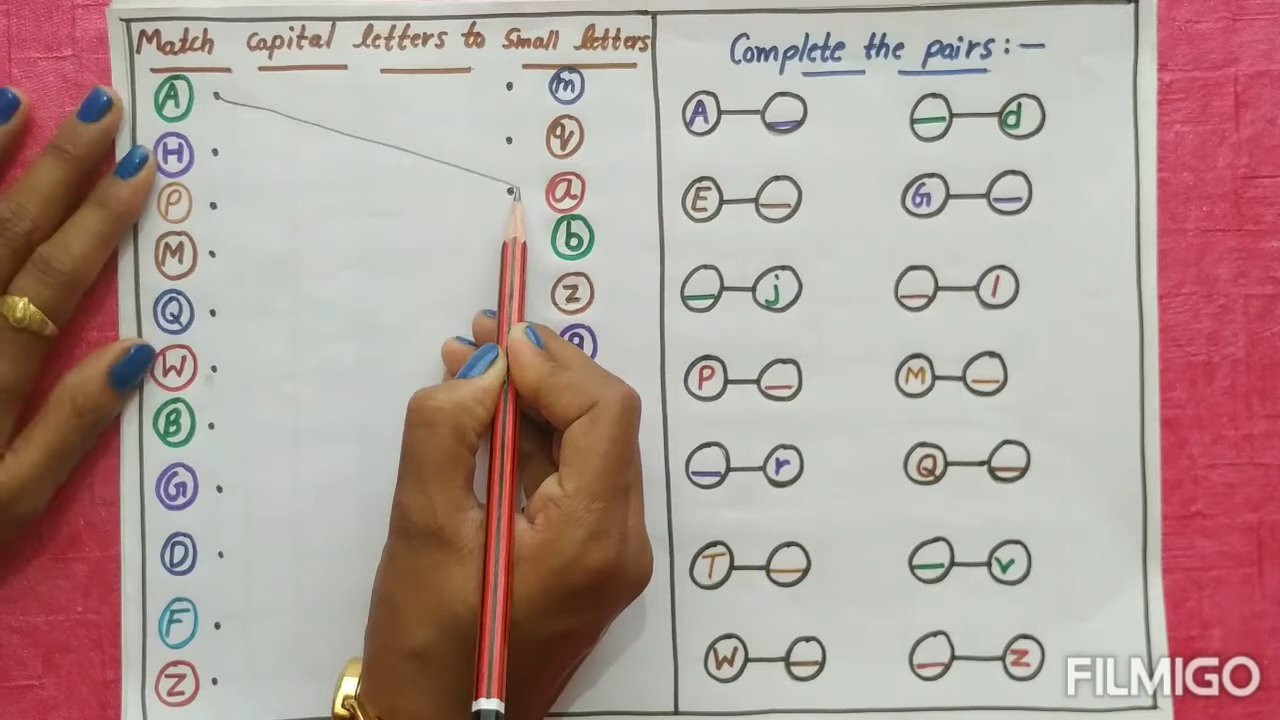 Match capital letters to small letters
A m
H q
P a
M b
Q z
W g
B
G
D
F
Z
Complete the pairs:—
A — _ _ — d
E — _ G — _
_ — j _ — l
P — _ M — _
_ — r Q — _
T — _ _ — v
W — _ _ — z
FILMIGO